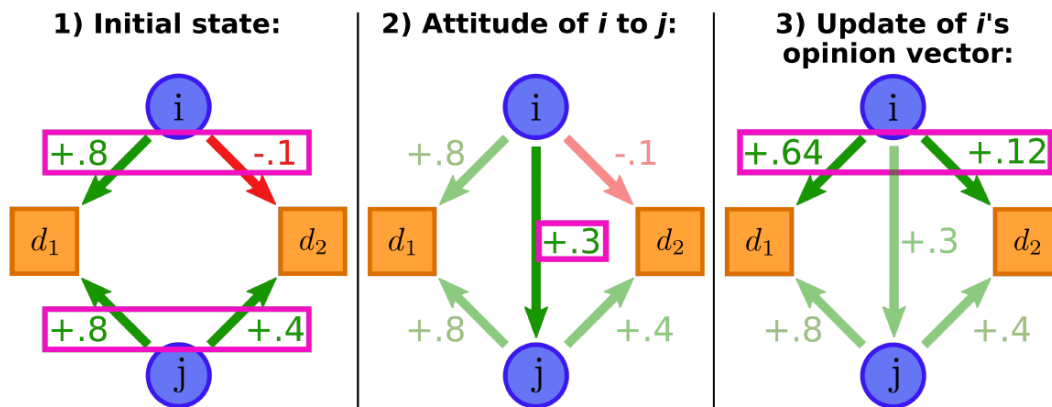 1) Initial state:
i
+.8 -.1
d1 d2
+.8 +.4
j
2) Attitude of i to j:
i
+.8 -.1
d1 +.3 d2
+.8 +.4
j
3) Update of i's
opinion vector:
i
+.64 +.12
d1 +.3 d2
+.8 +.4
j